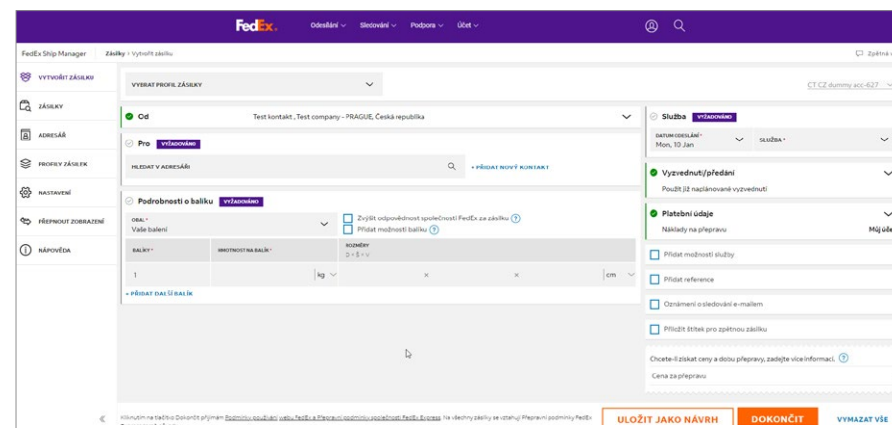 FedEx.
Odesílání
Sledování
Podpora
Účet
FedEx Ship Manager
Zásilky > Vytvořit zásilku
Zpětná
VYTVOŘIT ZÁSILKU
ZÁSILKY
ADRESÁŘ
PROFILY ZÁSILEK
NASTAVENÍ
PŘEPNOUT ZOBRAZENÍ
NÁPOVĚDA
VYBRAT PROFIL ZÁSILKY
CT CZ dummy acc-627
Od
Test kontakt , Test company - PRAGUE, Česká republika
Pro VYŽADOVÁNO
HLEDAT V ADRESÁŘI
+ PŘIDAT NOVÝ KONTAKT
Podrobnosti o balíku VYŽADOVÁNO
OBAL *
Vaše balení
Zvýšit odpovědnost společnosti FedEx za zásilku ?
Přidat možnosti balíku ?
BALÍKY *
HMOTNOST NA BALÍK *
ROZMĚRY
D × Š × V
1
kg
×
×
cm
+ PŘIDAT DALŠÍ BALÍK
Služba VYŽADOVÁNO
DATUM ODESLÁNÍ *
Mon, 10 Jan
SLUŽBA *
Vyzvednutí/předání
Použít již naplánované vyzvednutí
Platební údaje
Náklady na přepravu
Můj úče
Přidat možnosti služby
Přidat reference
Oznámení o sledování e-mailem
Přiložit štítek pro zpětnou zásilku
Chcete-li získat ceny a dobu přepravy, zadejte více informací. ?
Cena za přepravu
Kliknutím na tlačítko Dokončit přijímám Podmínky používání webu FedEx a Přepravní podmínky společnosti FedEx Express. Na všechny zásilky se vztahují Přepravní podmínky FedEx
ULOŽIT JAKO NÁVRH
DOKONČIT
VYMAZAT VŠE